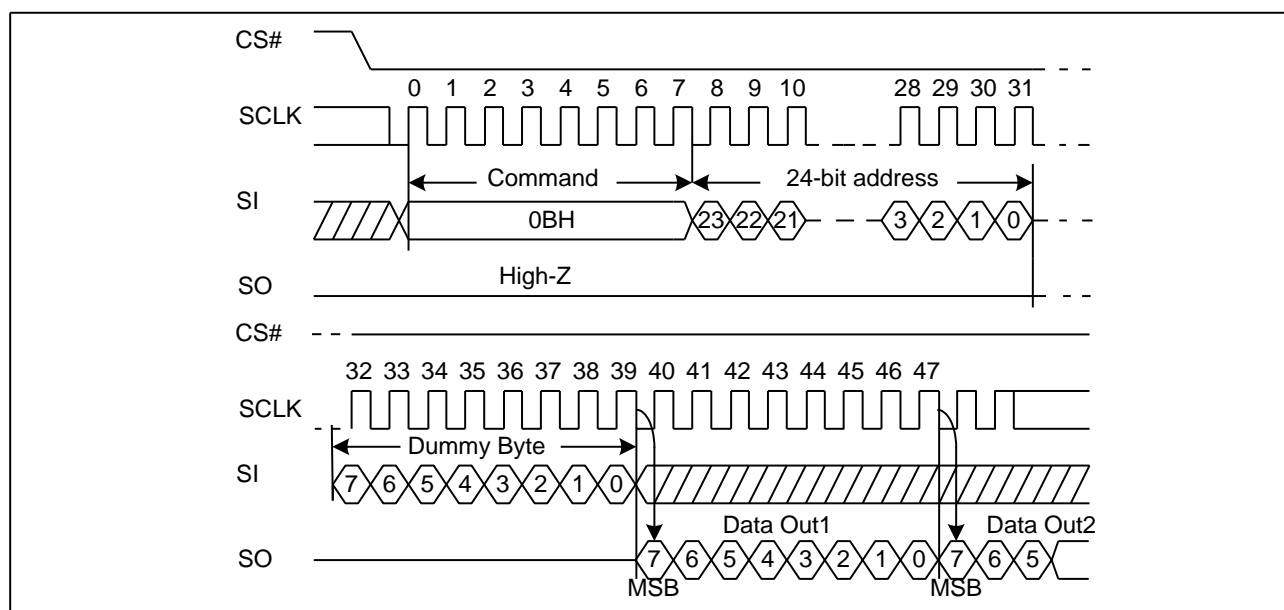 CS#
0 1 2 3 4 5 6 7 8 9 10 28 29 30 31
SCLK
Command 24-bit address
SI
0BH 23 22 21 3 2 1 0
High-Z
SO
CS#
32 33 34 35 36 37 38 39 40 41 42 43 44 45 46 47
SCLK
Dummy Byte
SI
7 6 5 4 3 2 1 0
Data Out1 Data Out2
SO
7 6 5 4 3 2 1 0 7 6 5
MSB MSB